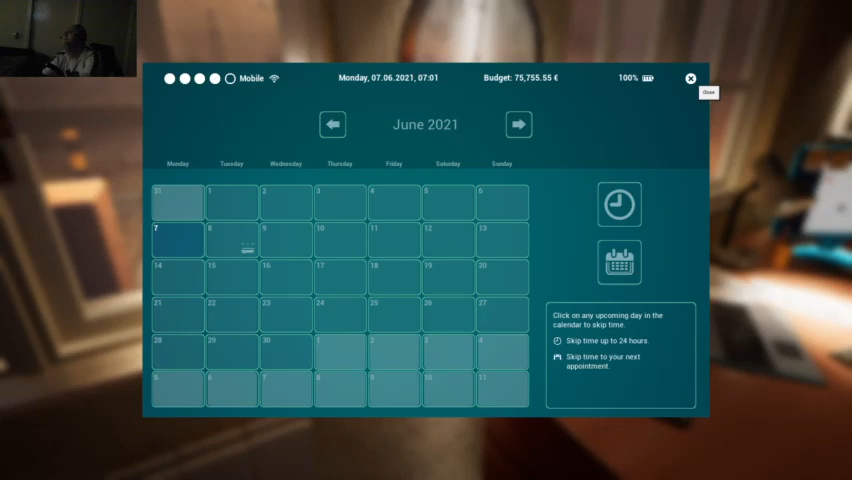 Mobile
Monday, 07.06.2021, 07:01
Budget: 75,755.55 €
100%
Close
June 2021
Monday Tuesday Wednesday Thursday Friday Saturday Sunday
31 1 2 3 4 5 6
7 8 9 10 11 12 13
14 15 16 17 18 19 20
21 22 23 24 25 26 27
28 29 30 1 2 3 4
5 6 7 8 9 10 11
Click on any upcoming day in the
calendar to skip time.
Skip time up to 24 hours.
Skip time to your next
appointment.